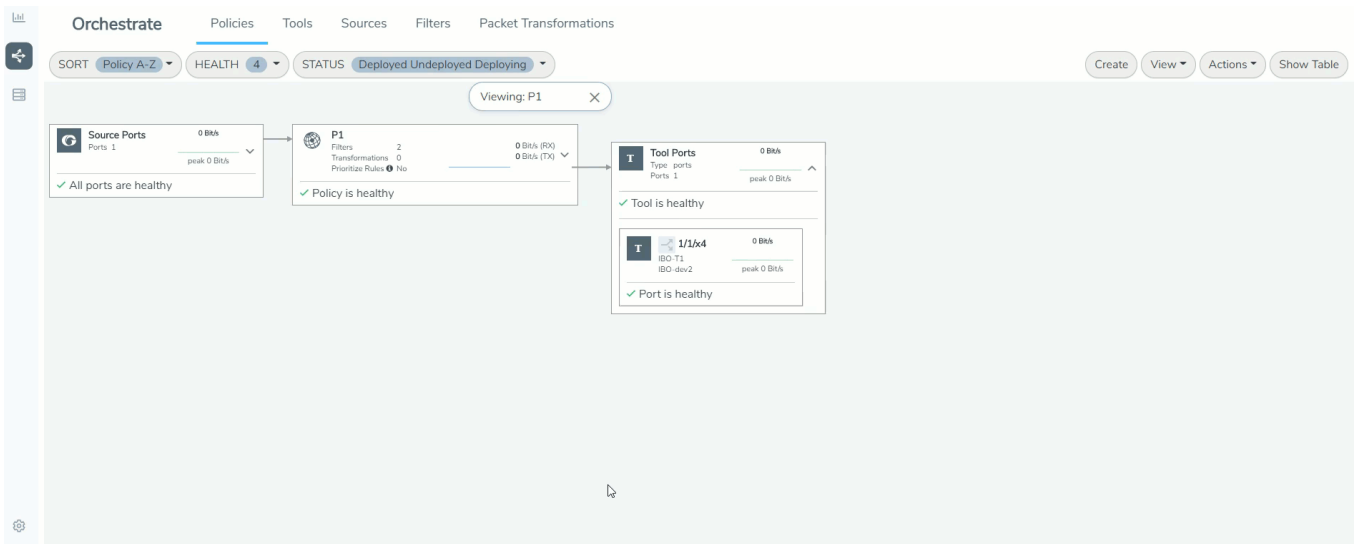 Orchestrate Policies Tools Sources Filters Packet Transformations
SORT Policy A-Z HEALTH 4 STATUS Deployed Undeployed Deploying Create View Actions Show Table
Viewing: P1
Source Ports 0 Bit/s
Ports 1
peak 0 Bit/s
All ports are healthy
P1
Filters 2 0 Bit/s (RX)
Transformations 0 0 Bit/s (TX)
Prioritize Rules No
Policy is healthy
T Tool Ports 0 Bit/s
Type ports
Ports 1 peak 0 Bit/s
Tool is healthy
T 1/1/x4 0 Bit/s
IBO-T1
IBO-dev2 peak 0 Bit/s
Port is healthy